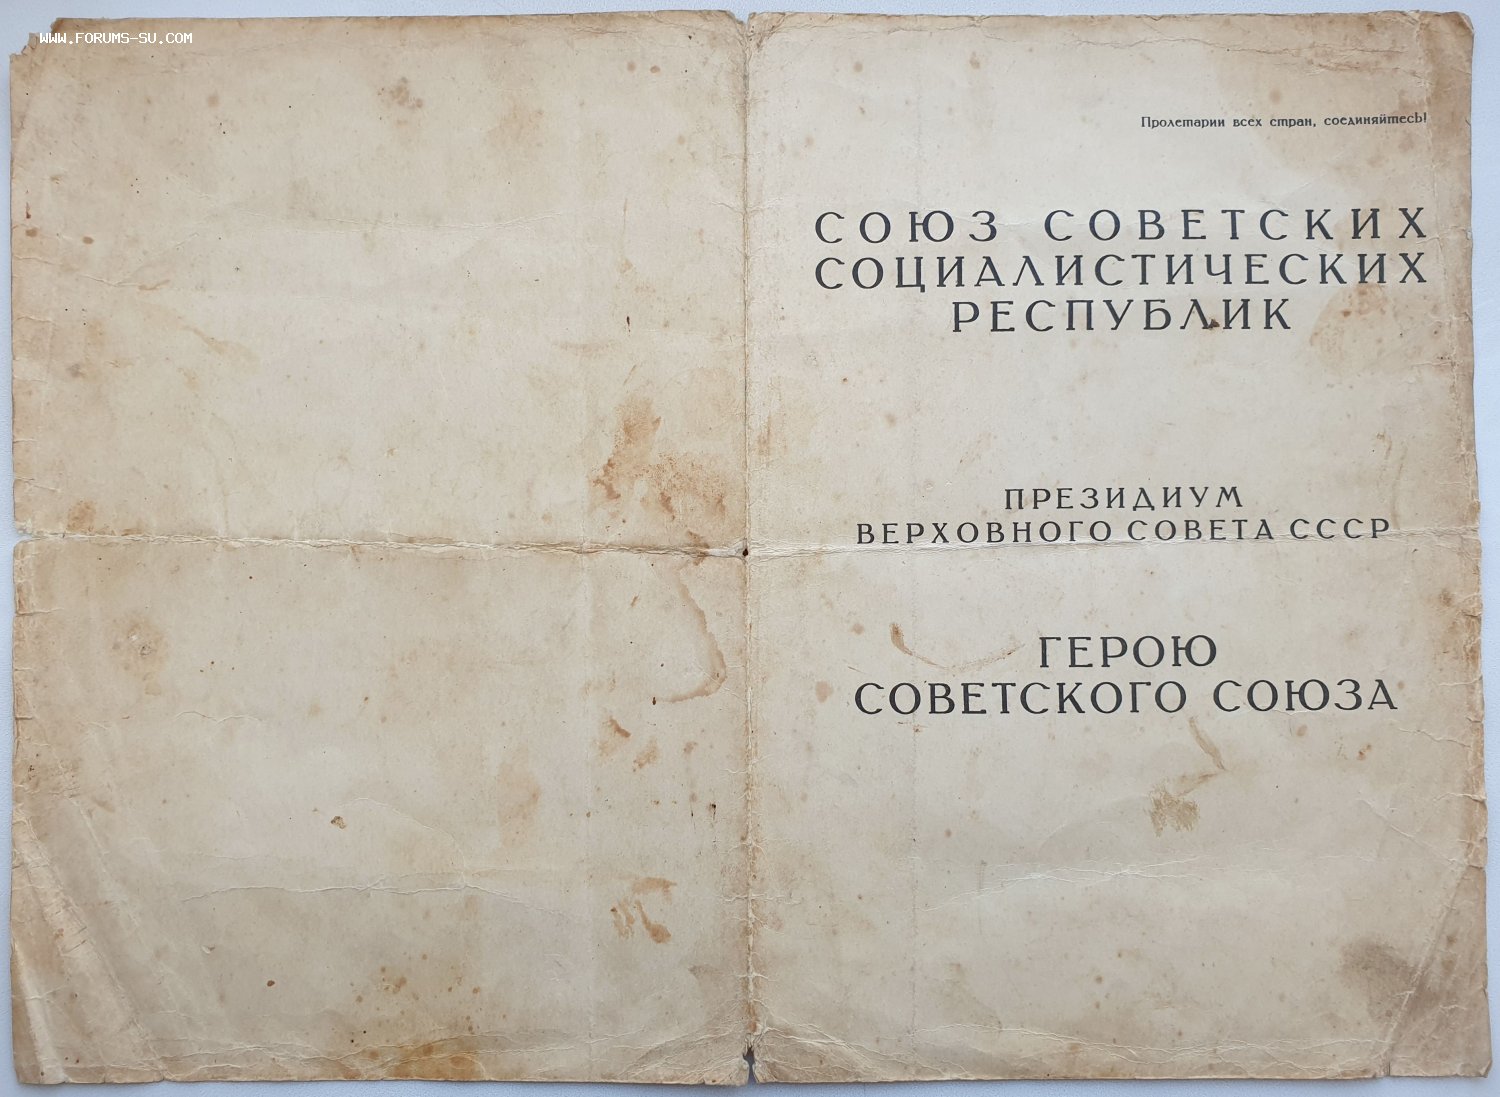 WWW.FORUMS-SU.COM
Пролетарии всех стран, соединяйтесь!
СОЮЗ СОВЕТСКИХ
СОЦИАЛИСТИЧЕСКИХ
РЕСПУБЛИК
ПРЕЗИДИУМ
ВЕРХОВНОГО СОВЕТА СССР
ГЕРОЮ
СОВЕТСКОГО СОЮЗА